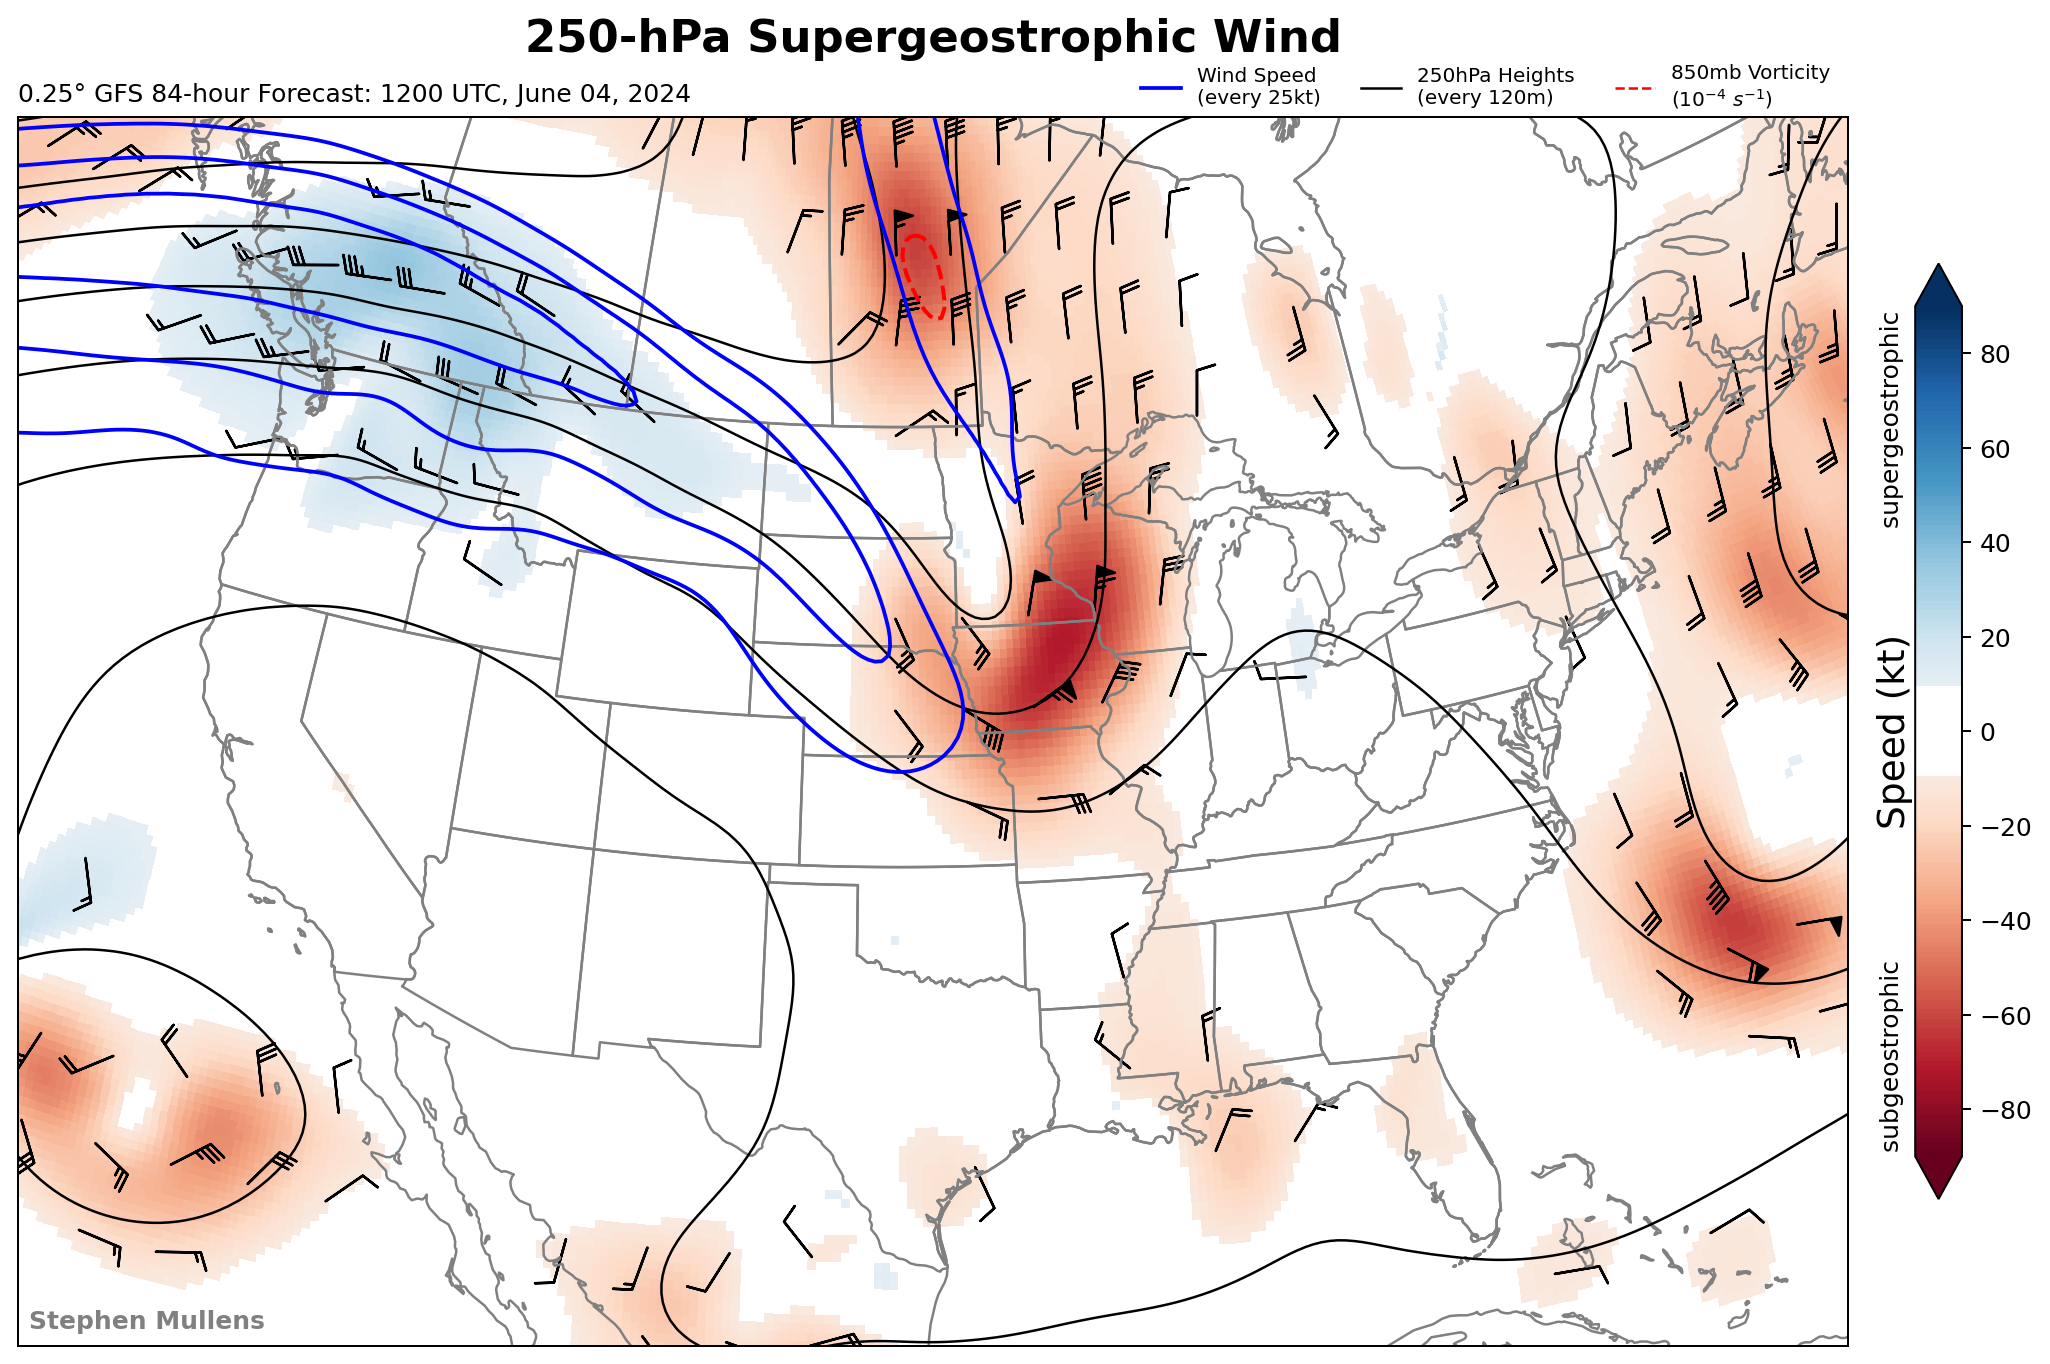 250-hPa Supergeostrophic Wind
0.25° GFS 84-hour Forecast: 1200 UTC, June 04, 2024
Wind Speed
(every 25kt)
250hPa Heights
(every 120m)
850mb Vorticity
(10⁻⁴ s⁻¹)
supergeostrophic
Speed (kt)
subgeostrophic
80
60
40
20
0
−20
−40
−60
−80
Stephen Mullens